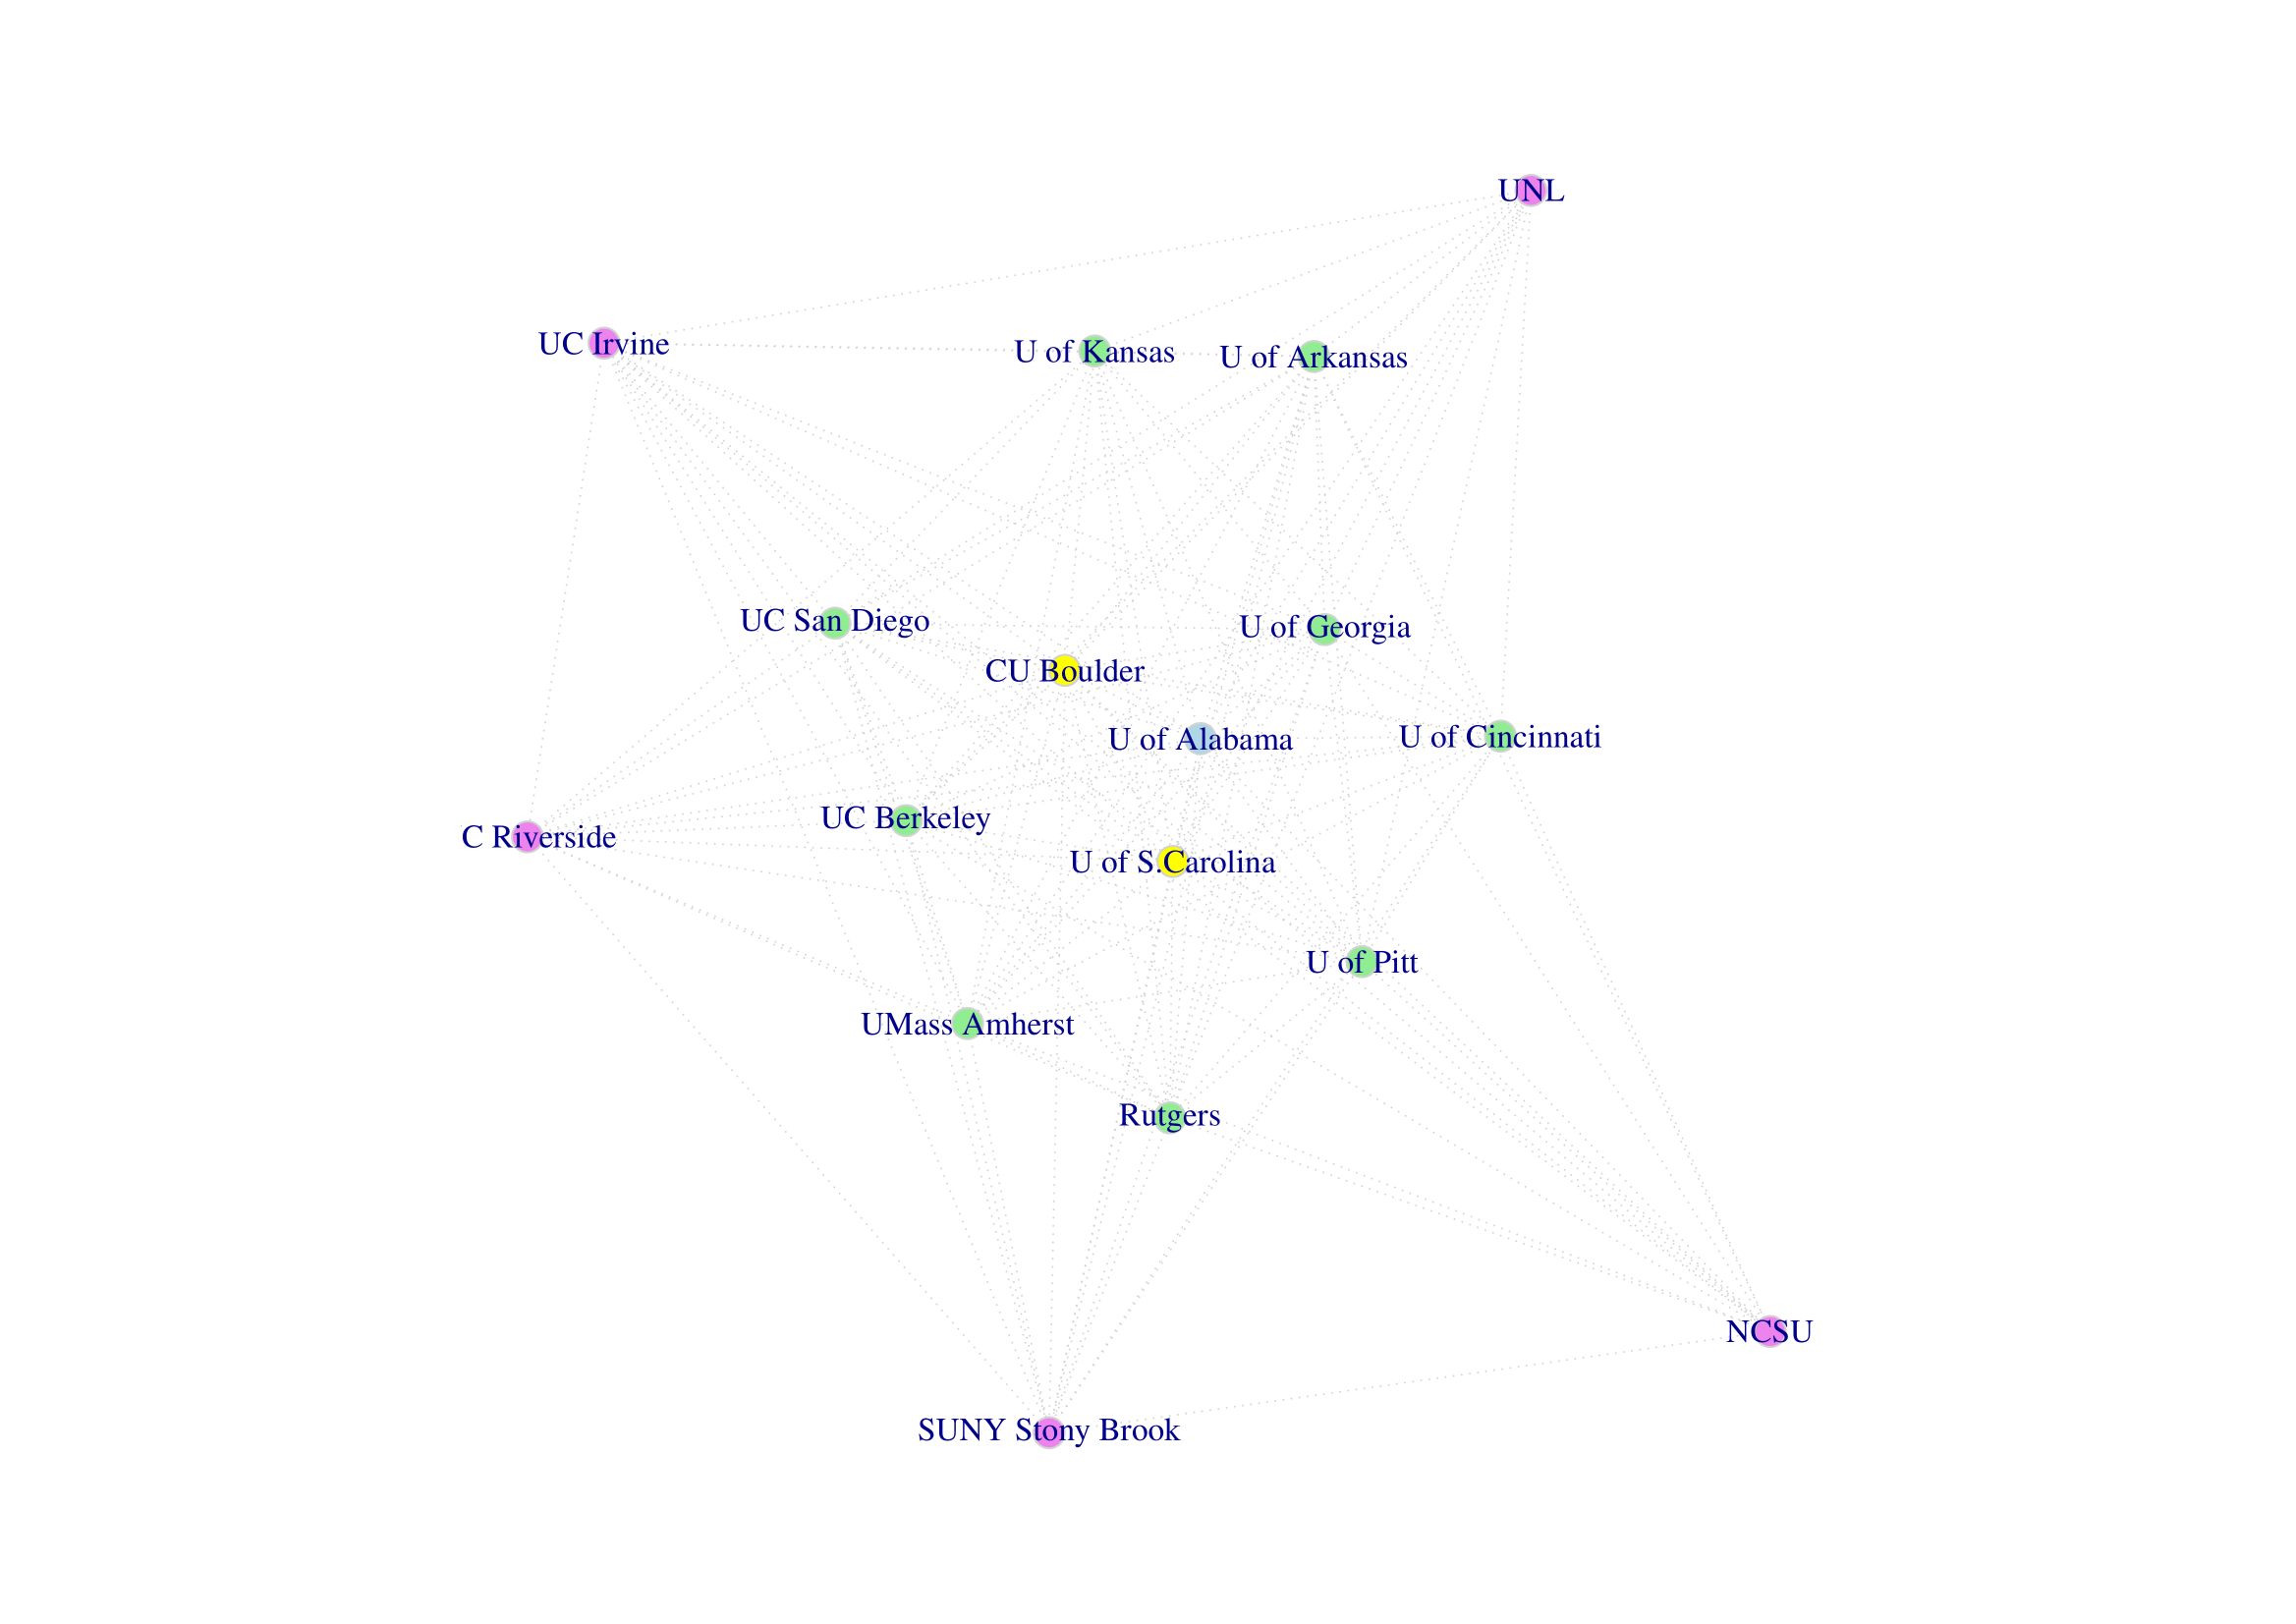 UNL
UC Irvine
U of Kansas
U of Arkansas
UC San Diego
U of Georgia
CU Boulder
U of Alabama
U of Cincinnati
UC Berkeley
C Riverside
U of S.Carolina
U of Pitt
UMass Amherst
Rutgers
NCSU
SUNY Stony Brook